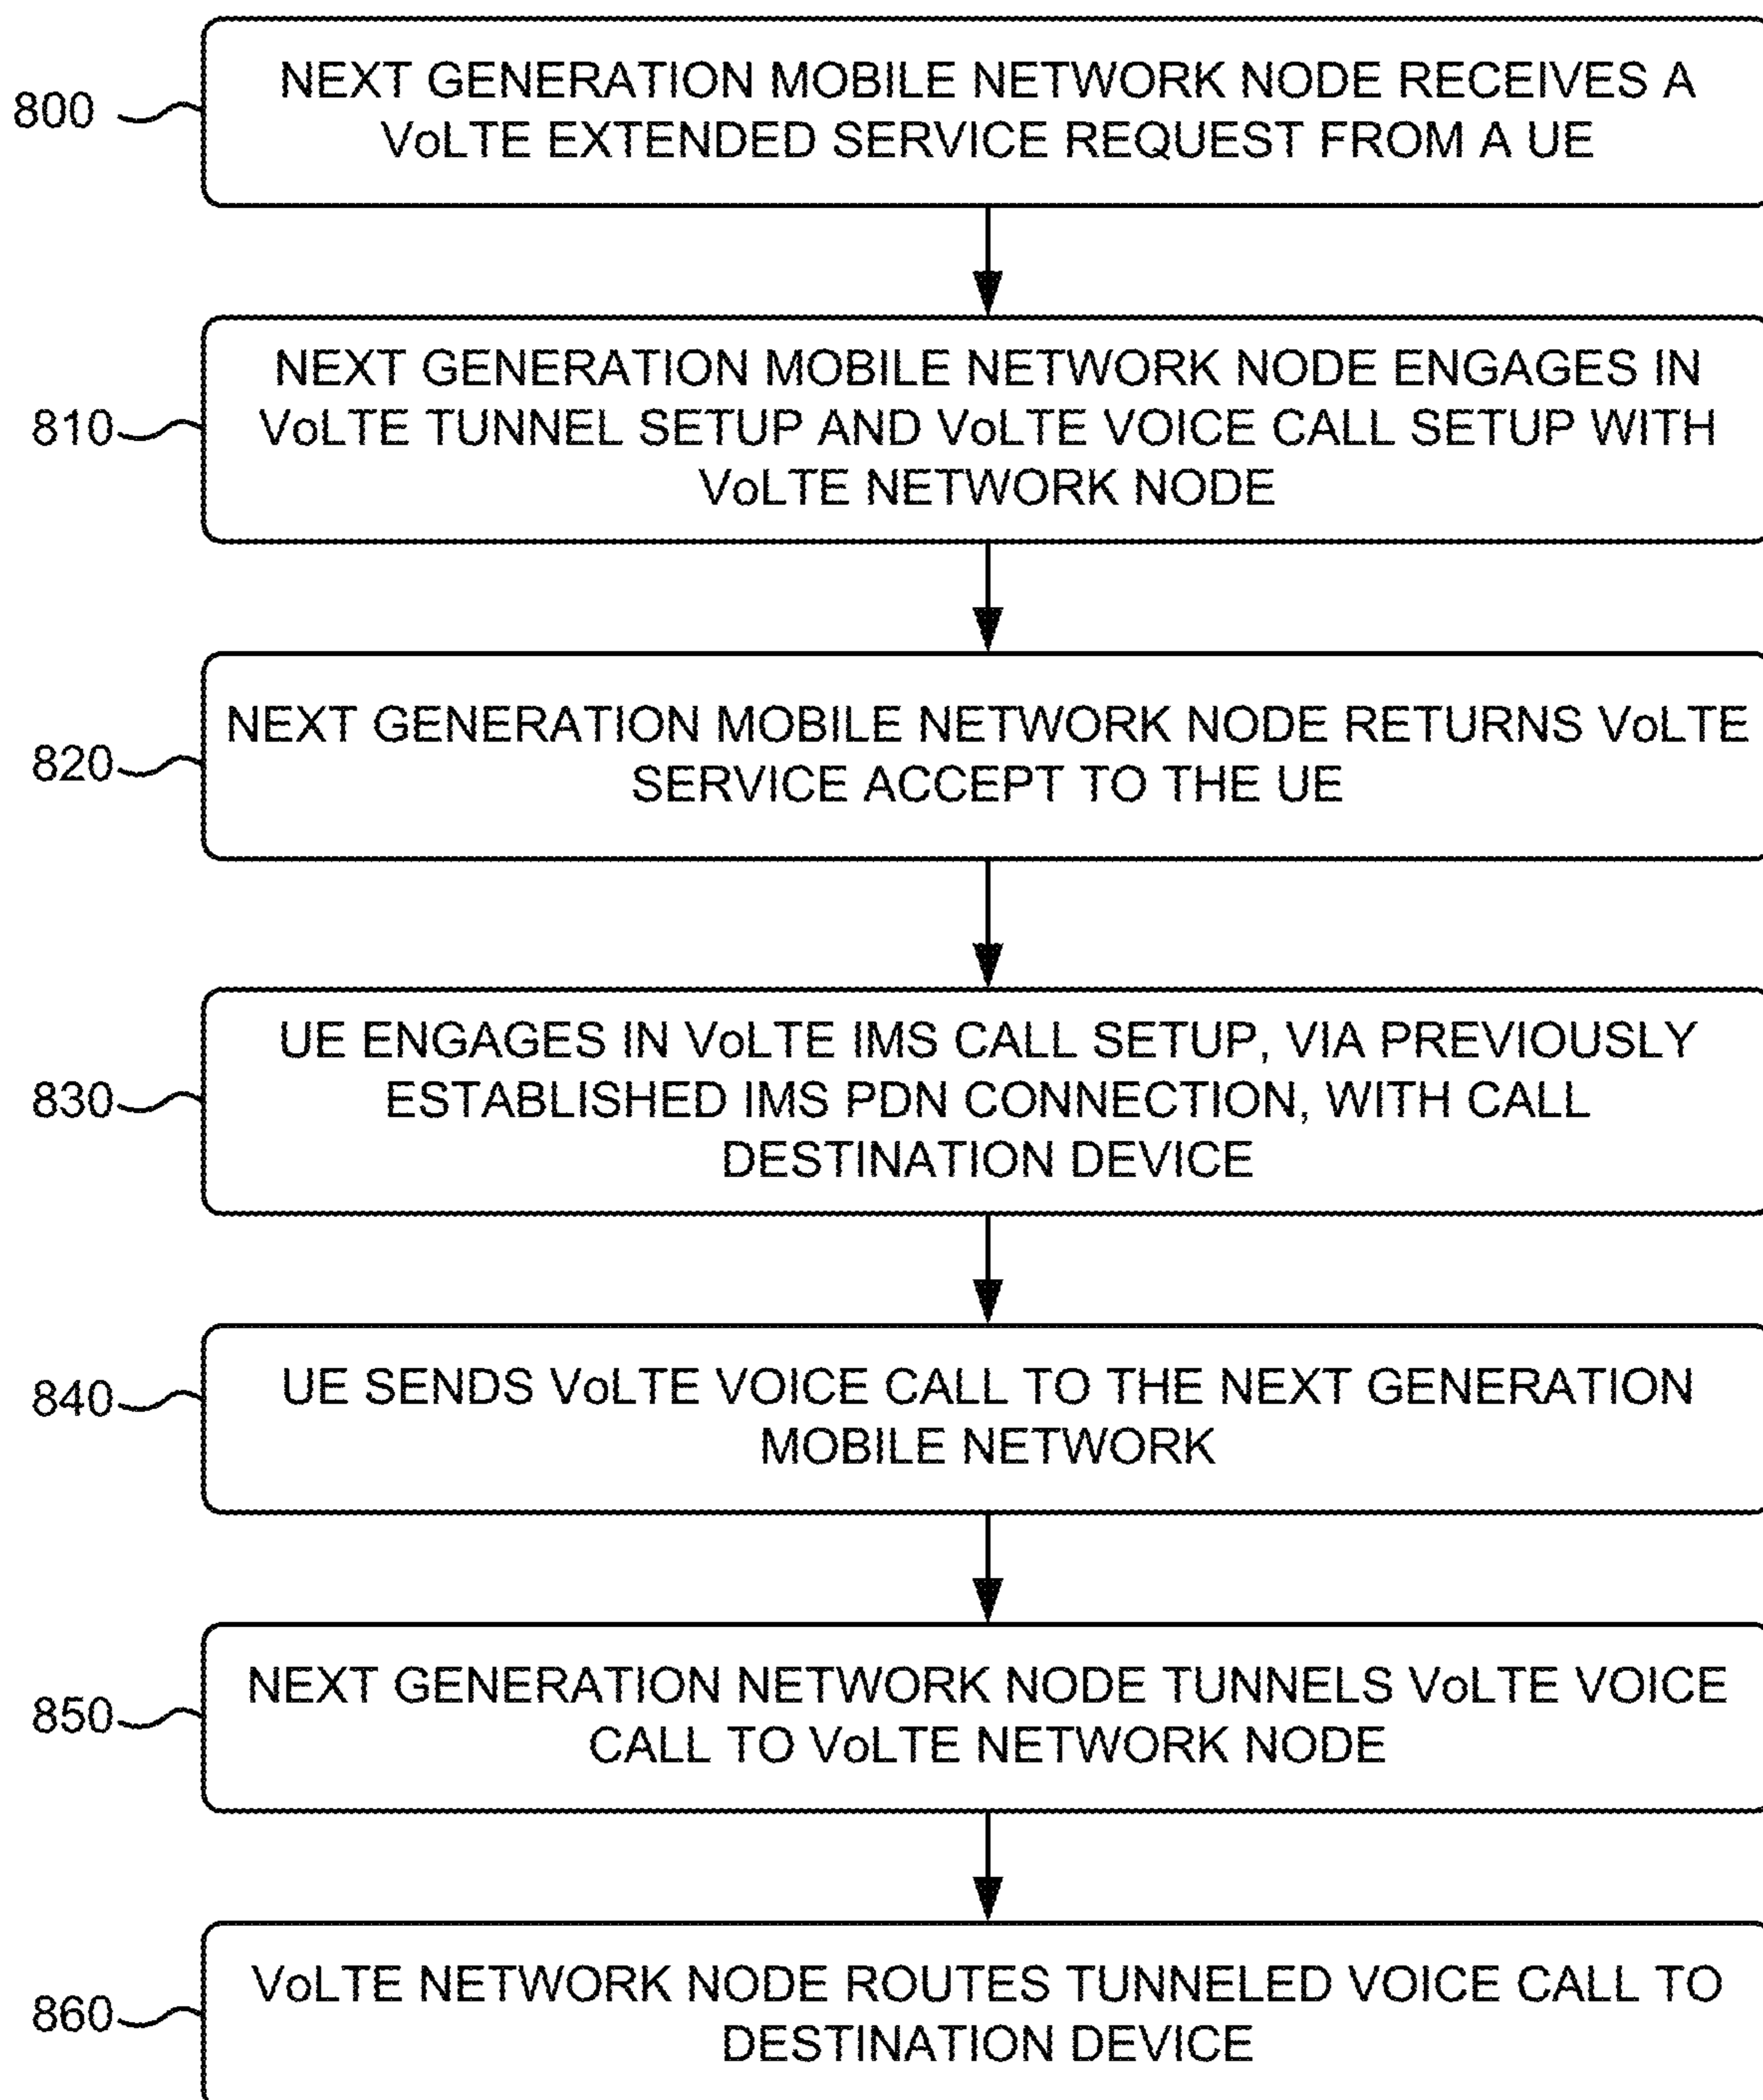 800
NEXT GENERATION MOBILE NETWORK NODE RECEIVES A
VoLTE EXTENDED SERVICE REQUEST FROM A UE
810
NEXT GENERATION MOBILE NETWORK NODE ENGAGES IN
VoLTE TUNNEL SETUP AND VoLTE VOICE CALL SETUP WITH
VoLTE NETWORK NODE
820
NEXT GENERATION MOBILE NETWORK NODE RETURNS VoLTE
SERVICE ACCEPT TO THE UE
830
UE ENGAGES IN VoLTE IMS CALL SETUP, VIA PREVIOUSLY
ESTABLISHED IMS PDN CONNECTION, WITH CALL
DESTINATION DEVICE
840
UE SENDS VoLTE VOICE CALL TO THE NEXT GENERATION
MOBILE NETWORK
850
NEXT GENERATION NETWORK NODE TUNNELS VoLTE VOICE
CALL TO VoLTE NETWORK NODE
860
VoLTE NETWORK NODE ROUTES TUNNELED VOICE CALL TO
DESTINATION DEVICE